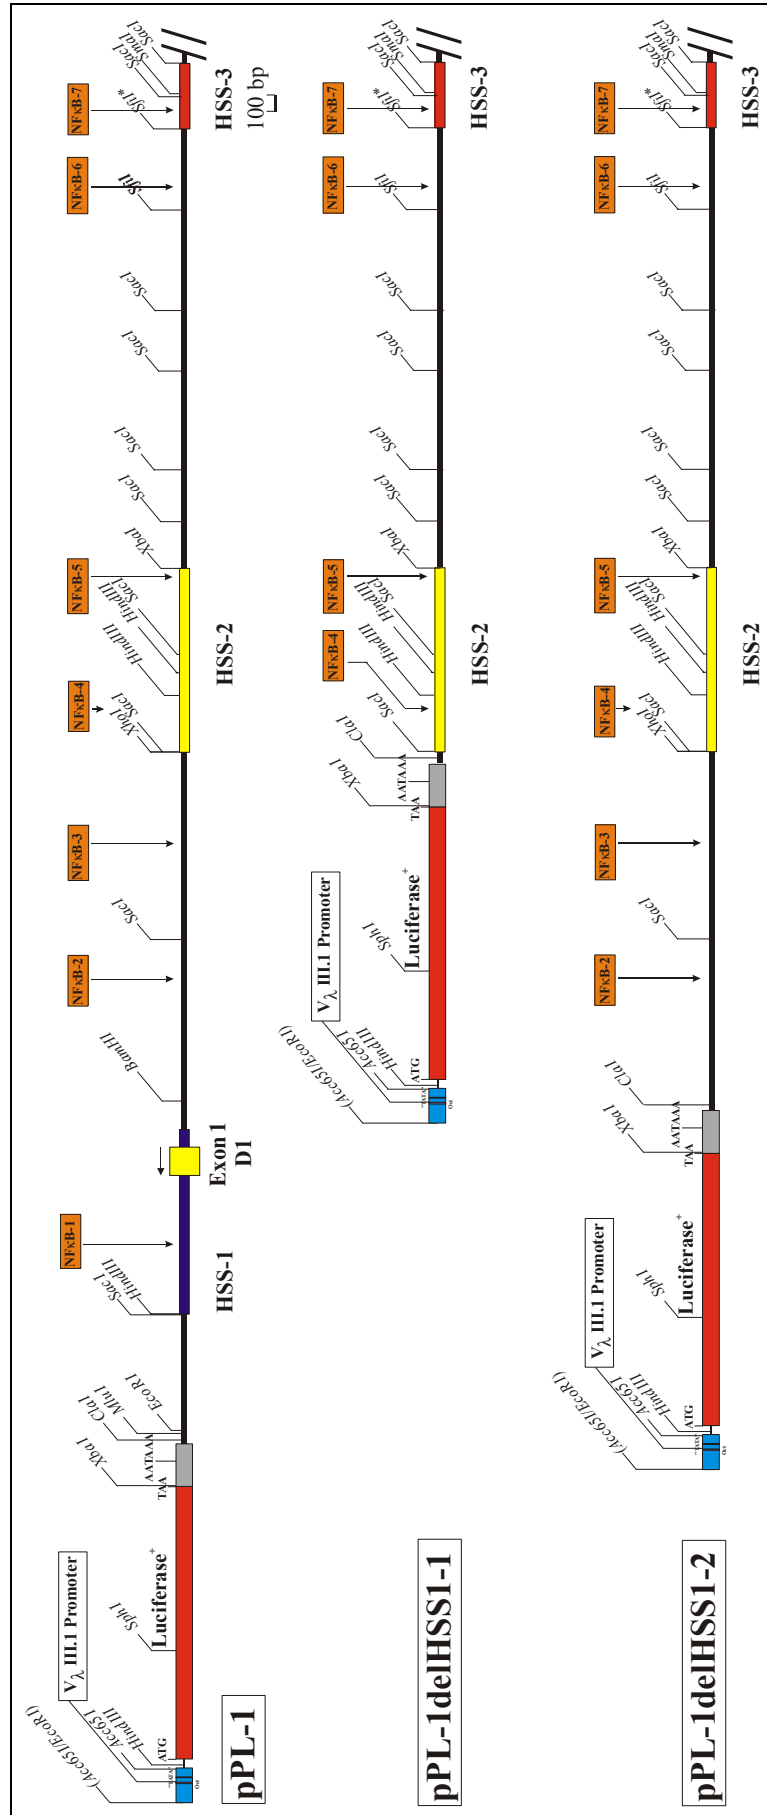 pPL-1
(Acc65I/EcoRI)
V λ III.1 Promoter
"TATA"
Oct
Acc65I
HindIII
ATG
SphI
Luciferase+
TAA
XbaI
AATAAA
ClaI
MluI
EcoRI
SacI
HindIII
HSS-1
NFκB-1
Exon 1
D1
BamHI
NFκB-2
SacI
NFκB-3
XhoI
SacI
NFκB-4
HindIII
HindIII
SacI
HSS-2
NFκB-5
XbaI
SacI
SacI
SacI
SacI
SfiI
NFκB-6
SfiI*
NFκB-7
SacI
SmaI
SacI
HSS-3
100 bp
pPL-1delHSS1-1
(Acc65I/EcoRI)
V λ III.1 Promoter
"TATA"
Oct
Acc65I
HindIII
ATG
SphI
Luciferase+
TAA
XbaI
AATAAA
ClaI
SacI
NFκB-4
HindIII
HindIII
SacI
HSS-2
NFκB-5
XbaI
SacI
SacI
SacI
SacI
SfiI
NFκB-6
SfiI*
NFκB-7
SacI
SmaI
SacI
HSS-3
pPL-1delHSS1-2
(Acc65I/EcoRI)
V λ III.1 Promoter
"TATA"
Oct
Acc65I
HindIII
ATG
SphI
Luciferase+
TAA
XbaI
AATAAA
ClaI
NFκB-2
SacI
NFκB-3
XhoI
SacI
NFκB-4
HindIII
HindIII
SacI
HSS-2
NFκB-5
XbaI
SacI
SacI
SacI
SacI
SfiI
NFκB-6
SfiI*
NFκB-7
SacI
SmaI
SacI
HSS-3